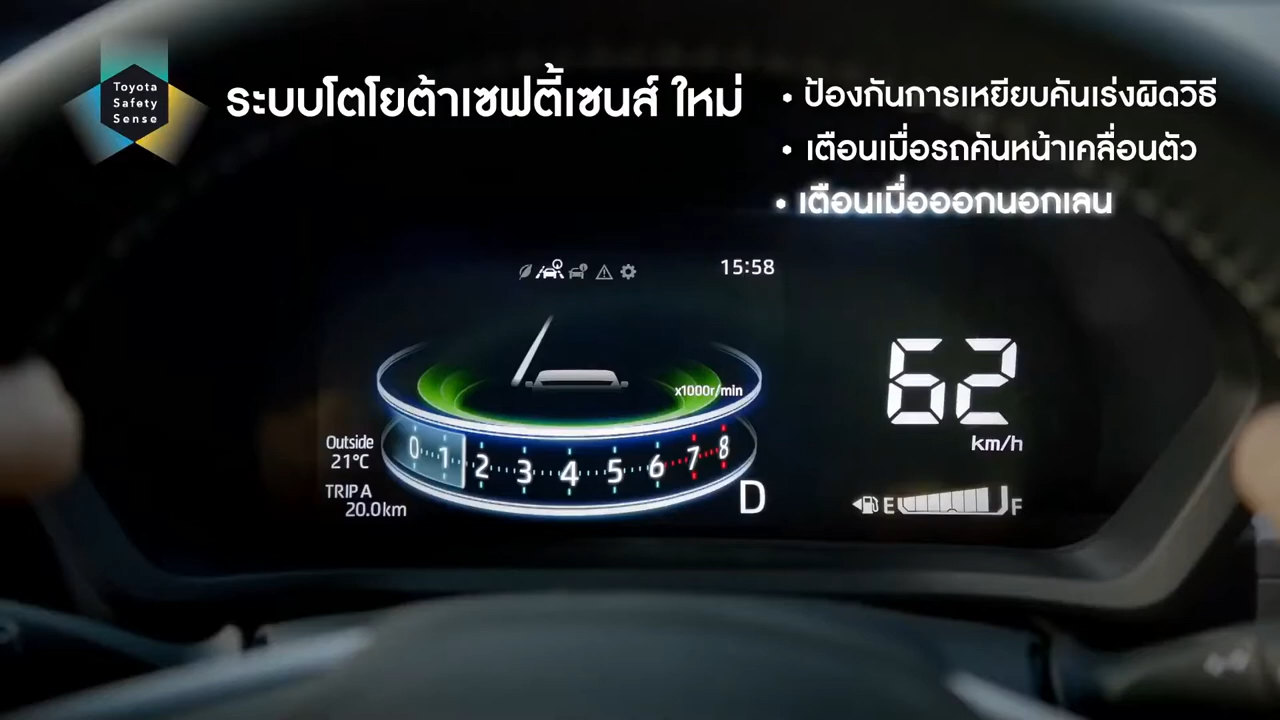 Toyota
Safety
Sense
ระบบโตโยต้าเซฟตี้เซนส์ ใหม่
• ป้องกันการเหยียบคันเร่งผิดวิธี
• เตือนเมื่อรถคันหน้าเคลื่อนตัว
• เตือนเมื่อออกนอกเลน
15:58
x1000r/min
62
km/h
Outside
21°C
0 1 2 3 4 5 6 7 8
TRIP A
20.0km
D
E F